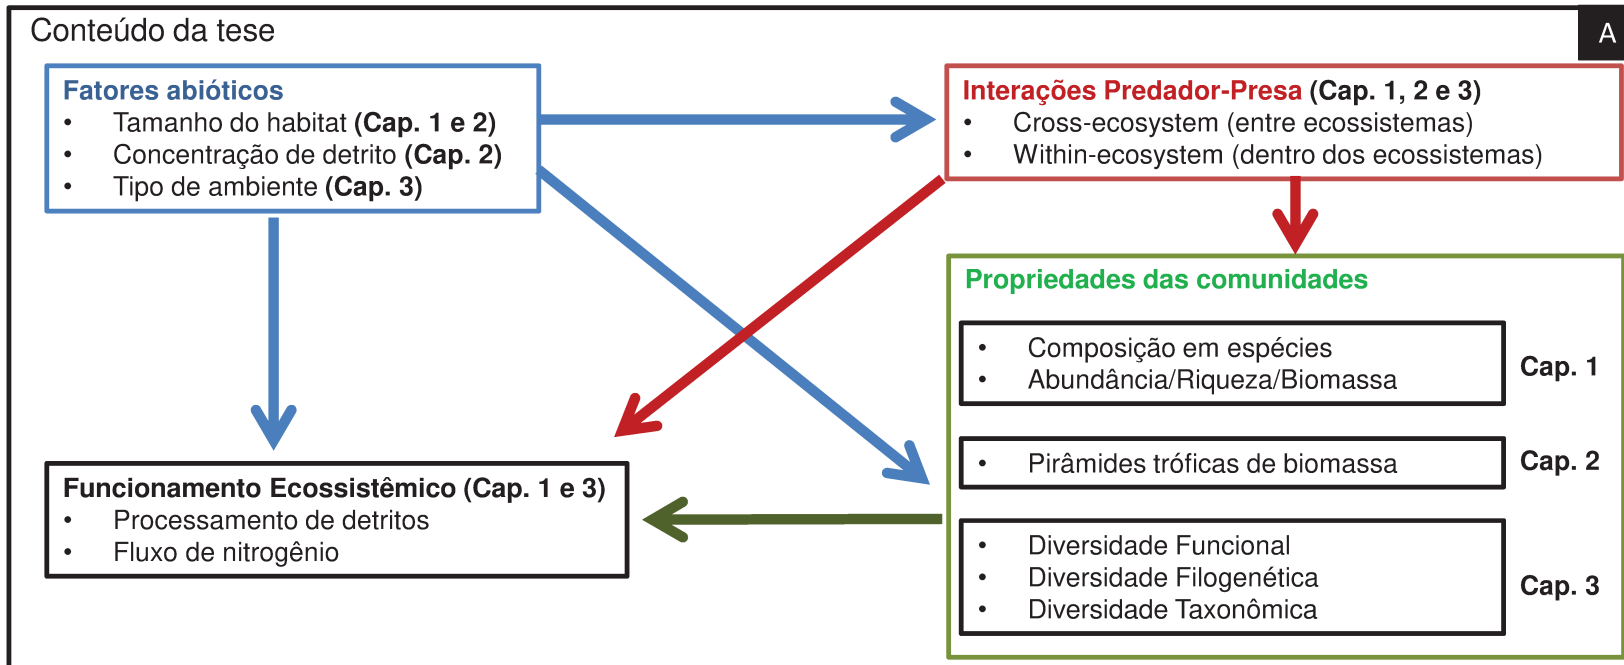 Conteúdo da tese
A
Fatores abióticos
• Tamanho do habitat (Cap. 1 e 2)
• Concentração de detrito (Cap. 2)
• Tipo de ambiente (Cap. 3)
Interações Predador-Presa (Cap. 1, 2 e 3)
• Cross-ecosystem (entre ecossistemas)
• Within-ecosystem (dentro dos ecossistemas)
Propriedades das comunidades
• Composição em espécies
• Abundância/Riqueza/Biomassa
Cap. 1
• Pirâmides tróficas de biomassa
Cap. 2
• Diversidade Funcional
• Diversidade Filogenética
• Diversidade Taxonômica
Cap. 3
Funcionamento Ecossistêmico (Cap. 1 e 3)
• Processamento de detritos
• Fluxo de nitrogênio